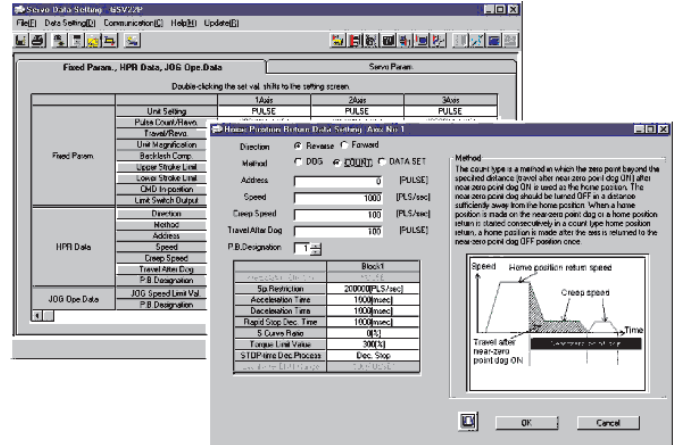 Servo Data Setting - GSV22P
File[F] Data Setting[D] Communication[C] Help[H] Update[R]
Fixed Param., HPR Data, JOG Ope.Data
Servo Param.
Double-clicking the set val. shifts to the setting screen.
1Axis 2Axis 3Axis
Fixed Param.
Unit Setting PULSE PULSE PULSE
Pulse Count/Revo.
Travel/Revo.
Unit Magnification
Backlash Comp.
Upper Stroke Limit
Lower Stroke Limit
CMD In-position
Limit Switch Output
HPR Data
Direction
Method
Address
Speed
Creep Speed
Travel After Dog
P.B.Designation
JOG Ope.Data
JOG Speed Limit Val.
P.B.Designation
Home Position Return Data Setting Axis No.1
Direction Reverse Forward
Method DOG COUNT DATA SET
Address 0 [PULSE]
Speed 1000 [PLS/sec]
Creep Speed 100 [PLS/sec]
Travel After Dog 100 [PULSE]
P.B.Designation 1
Block1
Sp.Restriction 200000[PLS/sec]
Acceleration Time 1000[msec]
Deceleration Time 1000[msec]
Rapid Stop Dec. Time 1000[msec]
S Curve Ratio 0[%]
Torque Limit Value 300[%]
STOP-time Dec.Process Dec. Stop
Method
The count type is a method in which the zero point beyond the
specified distance (travel after near-zero point dog ON) after
near-zero point dog ON is used as the home position. The
near-zero point dog should be turned OFF in a distance
sufficiently away from the home position. When a home
position is made on the near-zero point dog or a home position
return is started consecutively in a count type home position
return, a home position is made after the axis is returned to the
near-zero point dog OFF position once.
Speed Home position return speed
Creep speed
Time
Travel after
near-zero
point dog ON
OK Cancel